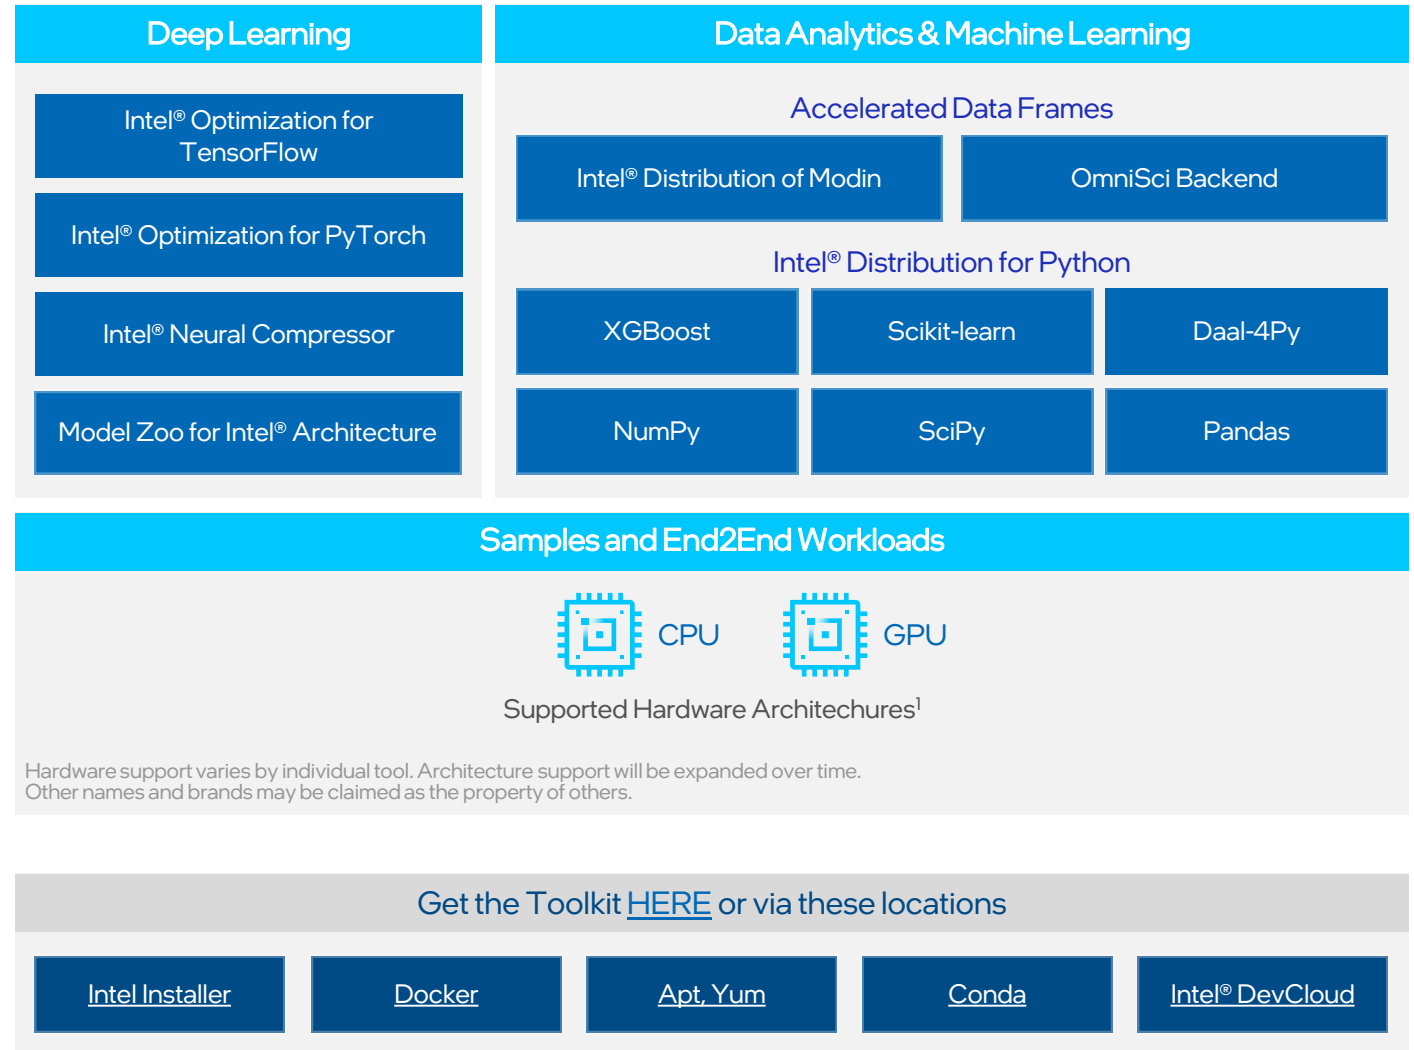 Deep Learning
Intel® Optimization for
TensorFlow
Intel® Optimization for PyTorch
Intel® Neural Compressor
Model Zoo for Intel® Architecture
Data Analytics & Machine Learning
Accelerated Data Frames
Intel® Distribution of Modin
OmniSci Backend
Intel® Distribution for Python
XGBoost
Scikit-learn
Daal-4Py
NumPy
SciPy
Pandas
Samples and End2End Workloads
CPU
GPU
Supported Hardware Architechures¹
Hardware support varies by individual tool. Architecture support will be expanded over time.
Other names and brands may be claimed as the property of others.
Get the Toolkit HERE or via these locations
Intel Installer
Docker
Apt, Yum
Conda
Intel® DevCloud